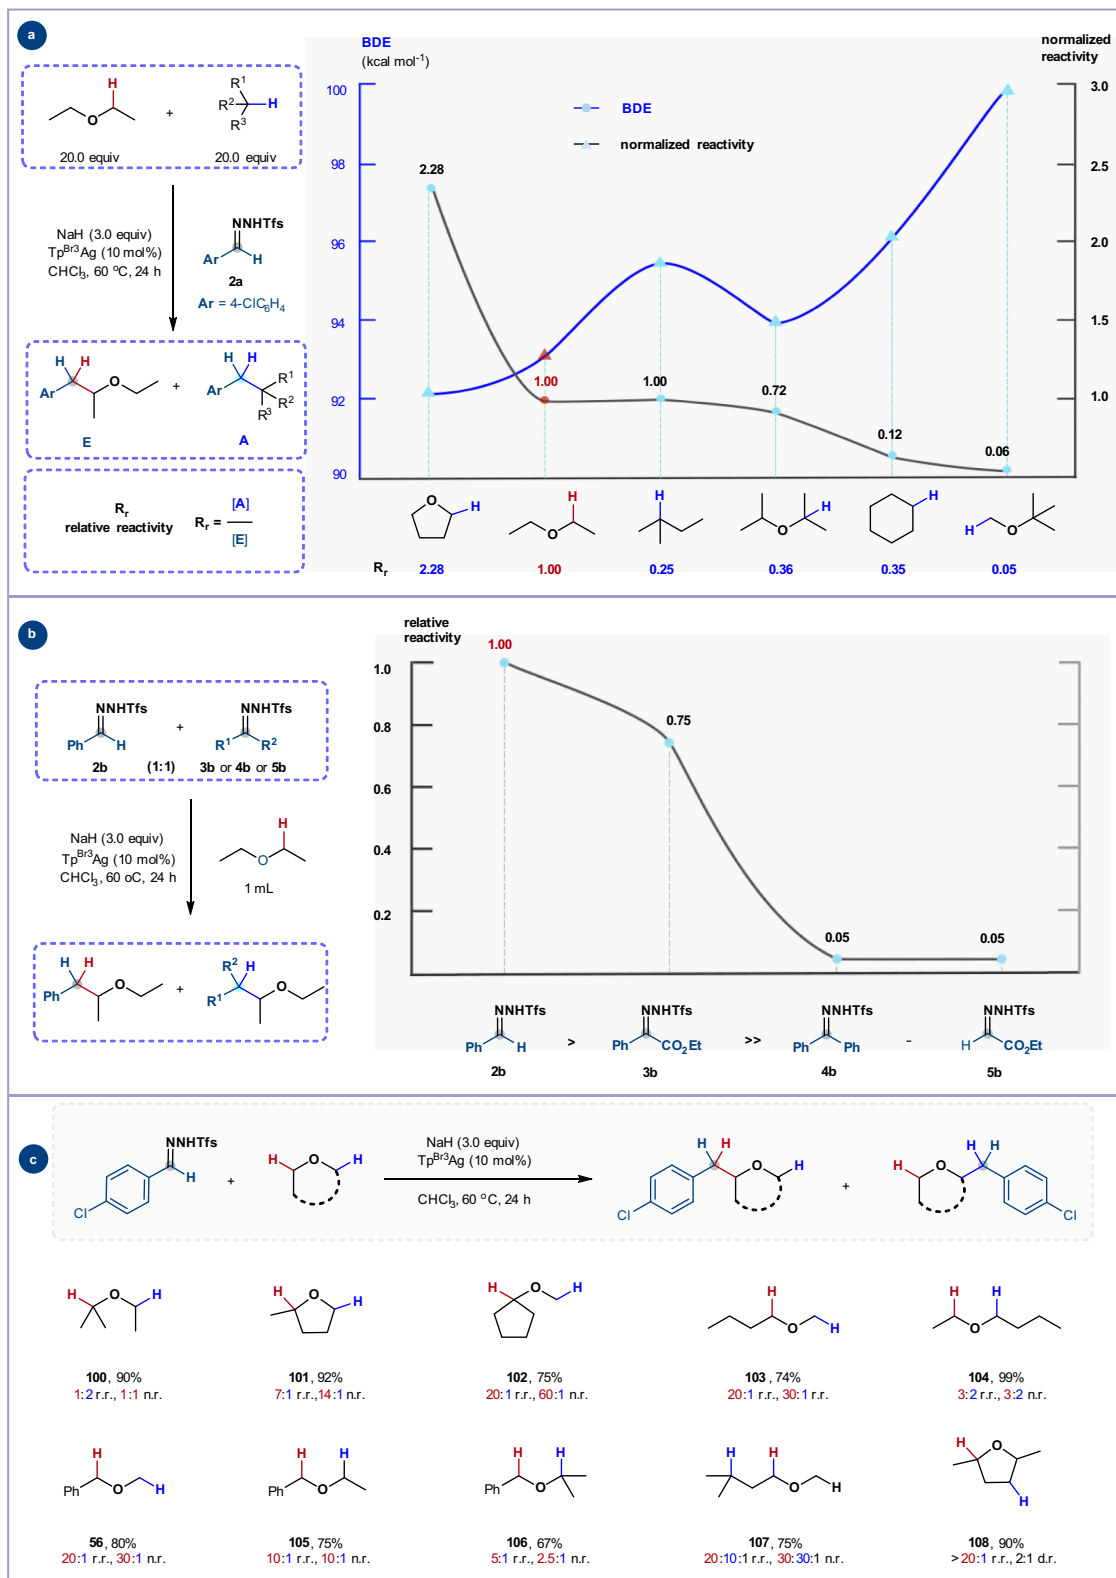 a
BDE
(kcal mol-1)
normalized
reactivity
100
98
96
94
92
90
3.0
2.5
2.0
1.5
1.0
BDE
normalized reactivity
2.28
1.00
1.00
0.72
0.12
0.06
H
O
+
R1
R2
H
R3
20.0 equiv
20.0 equiv
NaH (3.0 equiv)
TpBr3Ag (10 mol%)
CHCl3, 60 oC, 24 h
NNHTfs
Ar
H
2a
Ar = 4-ClC6H4
H H
Ar
O
+
H H
Ar
R1
R2
R3
E
A
Rr
relative reactivity
Rr =
[A]
[E]
O
H
H
O
H
O
H
H
H
O
Rr
2.28
1.00
0.25
0.36
0.35
0.05
b
relative
reactivity
1.0
0.8
0.6
0.4
0.2
1.00
0.75
0.05
0.05
NNHTfs
Ph
H
+
NNHTfs
R1
R2
2b
(1:1)
3b or 4b or 5b
NaH (3.0 equiv)
TpBr3Ag (10 mol%)
CHCl3, 60 oC, 24 h
H
O
1 mL
H H
Ph
O
+
R2 H
R1
O
NNHTfs
Ph
H
>
NNHTfs
Ph
CO2Et
>>
NNHTfs
Ph
Ph
~
NNHTfs
H
CO2Et
2b
3b
4b
5b
c
NNHTfs
H
Cl
+
H O H
NaH (3.0 equiv)
TpBr3Ag (10 mol%)
CHCl3, 60 oC, 24 h
H H
O H
Cl
+
H O
H H
Cl
H O H
H O H
H O H
H
O
H
H H
O
100, 90%
101, 92%
102, 75%
103, 74%
104, 99%
1:2 r.r., 1:1 n.r.
7:1 r.r.,14:1 n.r.
20:1 r.r., 60:1 n.r.
20:1 r.r., 30:1 r.r.
3:2 r.r., 3:2 n.r.
H
Ph O H
H H
Ph O
H H
Ph O
H H
O H
H O
H
56, 80%
105, 75%
106, 67%
107, 75%
108, 90%
20:1 r.r., 30:1 n.r.
10:1 r.r., 10:1 n.r.
5:1 r.r., 2.5:1 n.r.
20:10:1 r.r., 30:30:1 n.r.
>20:1 r.r., 2:1 d.r.